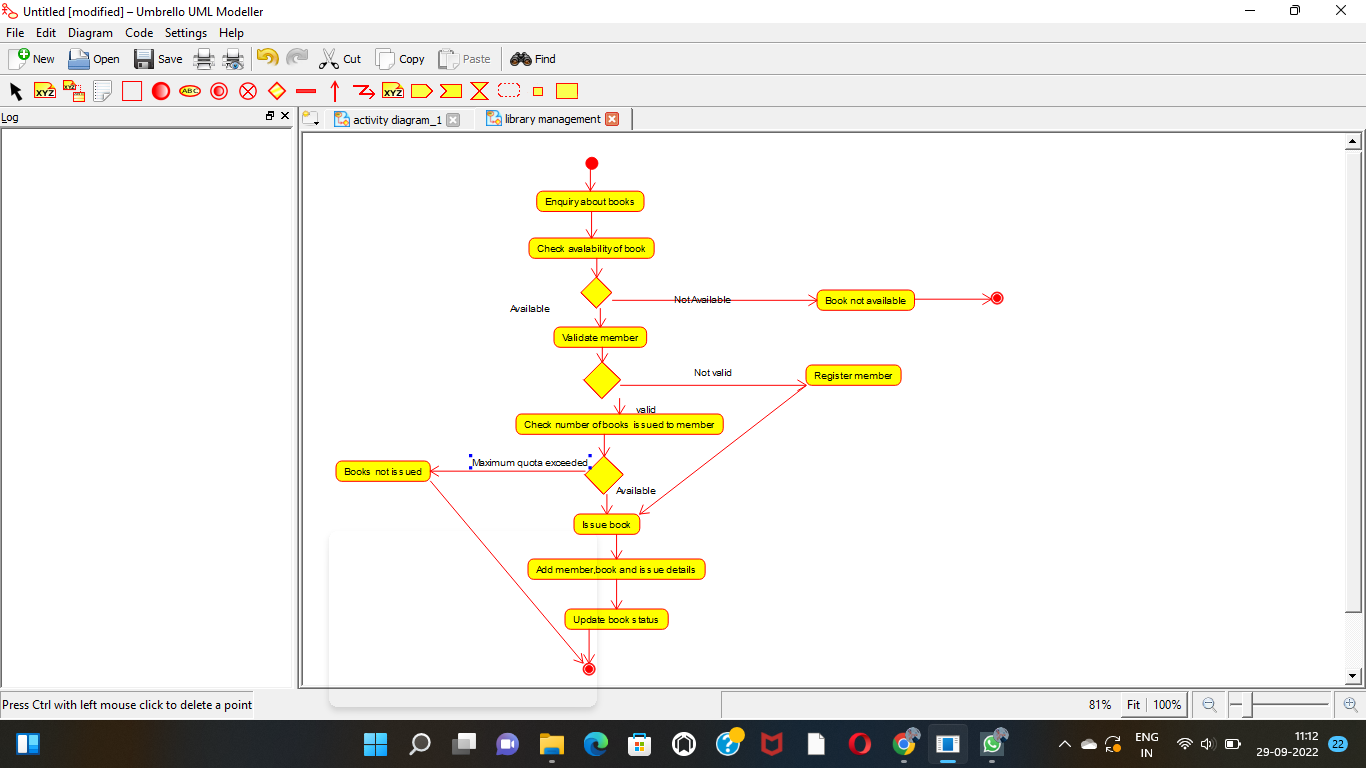 Untitled [modified] – Umbrello UML Modeller
File Edit Diagram Code Settings Help
New Open Save Cut Copy Paste Find
XYZ XYZ ABC XYZ
Log
activity diagram_1 library management
Enquiry about books
Check avalability of book
Available
Not Available
Book not available
Validate member
Not valid
Register member
valid
Check number of books issued to member
Maximum quota exceeded
Books not issued
Available
Issue book
Add member,book and issue details
Update book status
Press Ctrl with left mouse click to delete a point
81% Fit 100%
ENG
IN
11:12
29-09-2022
22